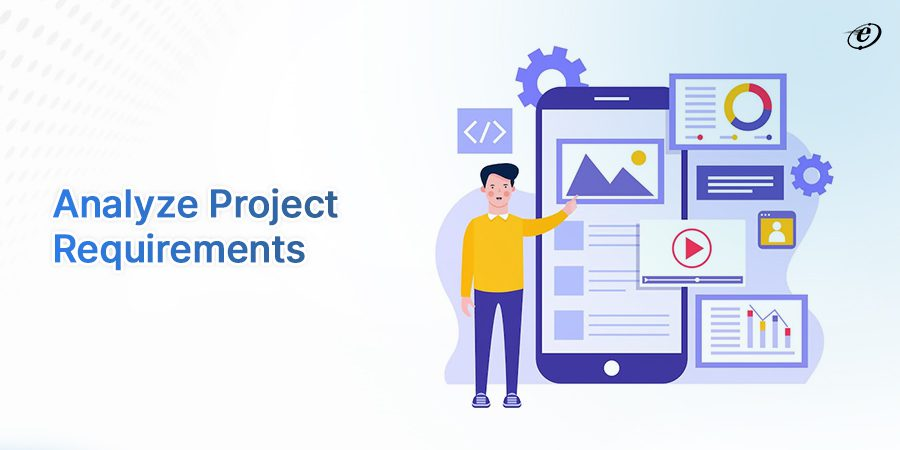 Analyze Project
Requirements
e
</>